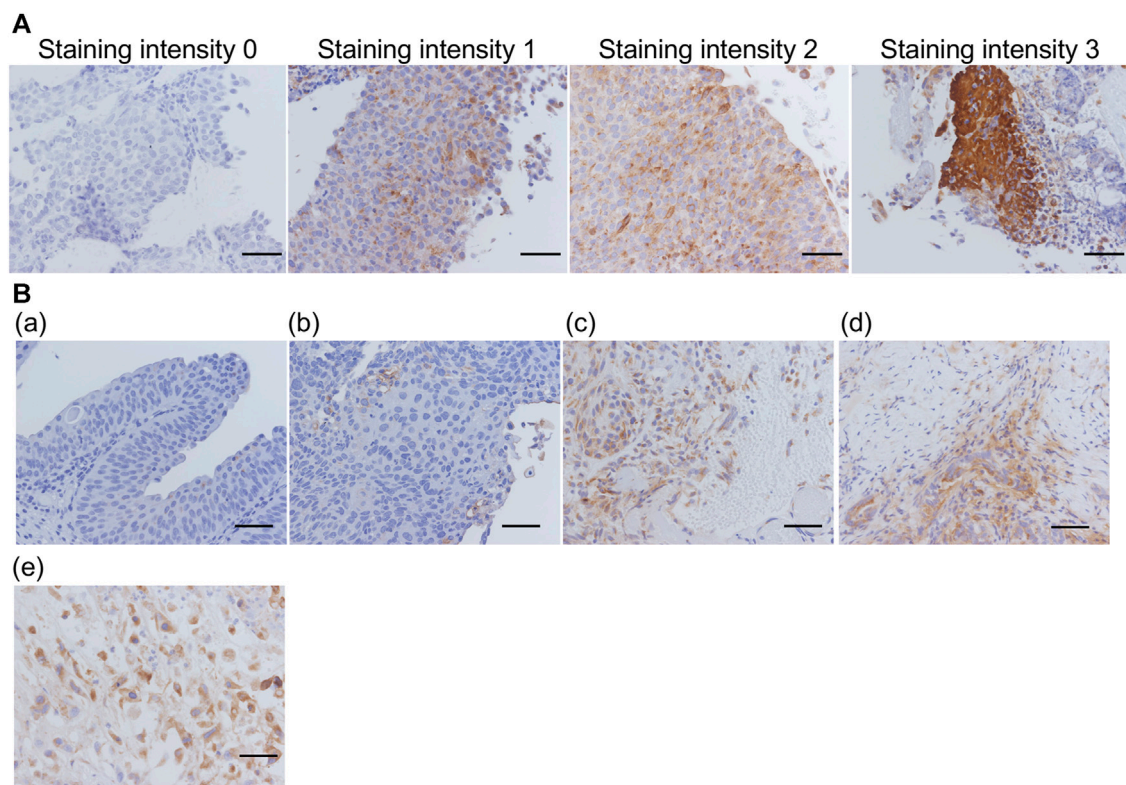 A
Staining intensity 0 Staining intensity 1 Staining intensity 2 Staining intensity 3
B
(a) (b) (c) (d)
(e)